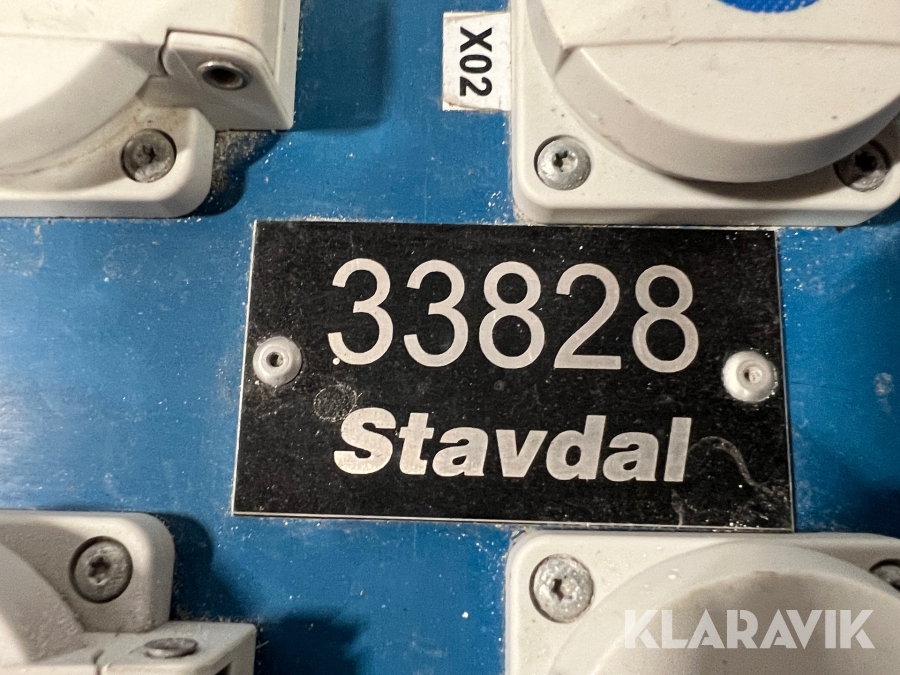 X02
33828
Stavdal
KLARAVIK